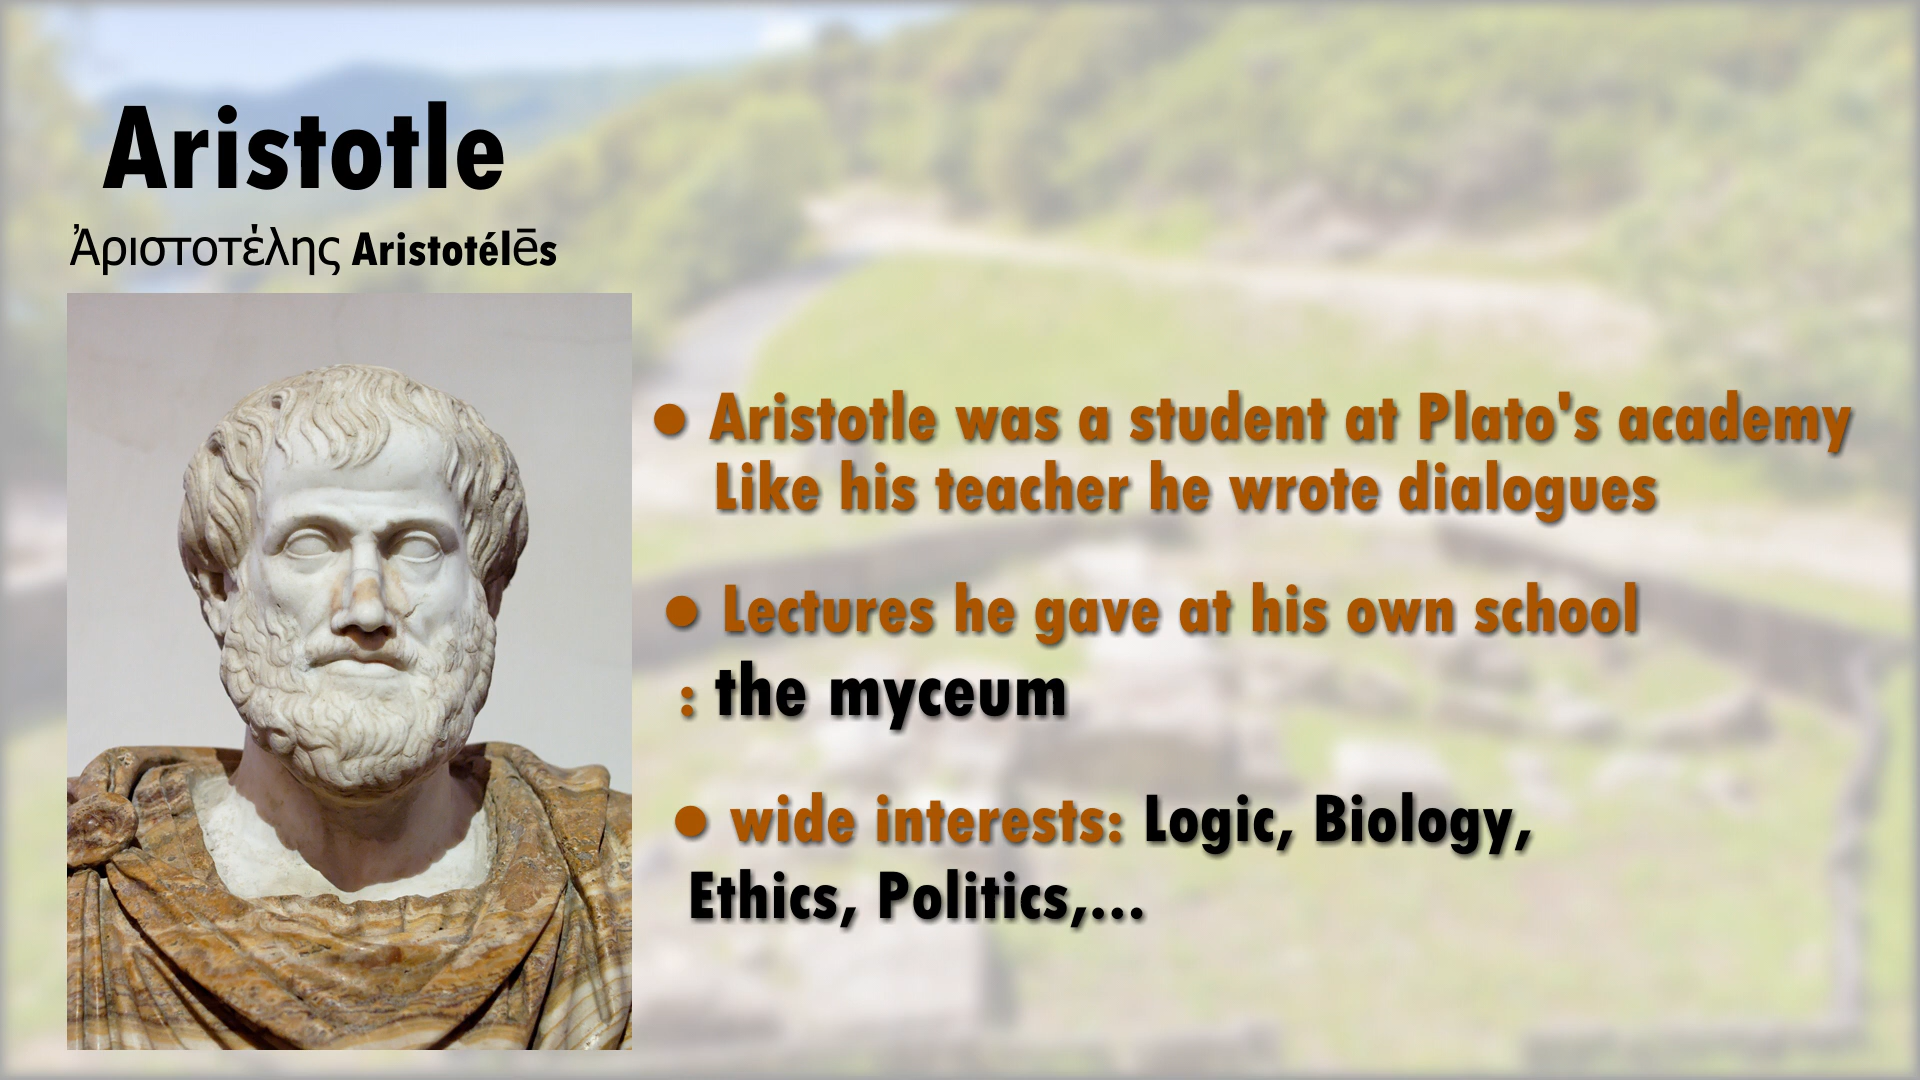 Aristotle
Ἀριστοτέλης Aristotélēs
● Aristotle was a student at Plato's academy
Like his teacher he wrote dialogues
● Lectures he gave at his own school
: the myceum
● wide interests: Logic, Biology,
Ethics, Politics,...